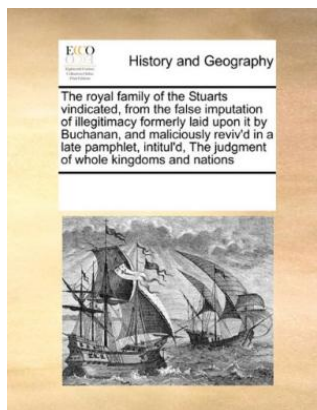 ECCO
History and Geography
The royal family of the Stuarts
vindicated, from the false imputation
of illegitimacy formerly laid upon it by
Buchanan, and maliciously reviv'd in a
late pamphlet, intitul'd, The judgment
of whole kingdoms and nations